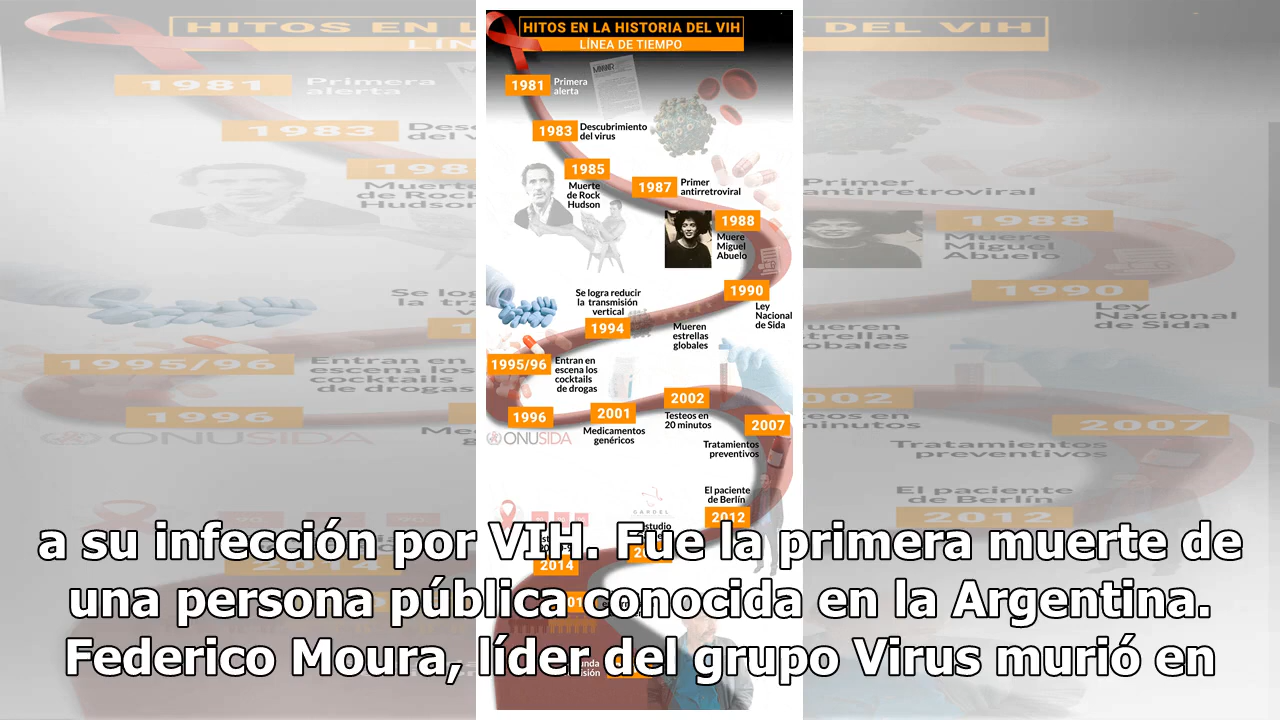 HITOS EN LA HISTORIA DEL VIH
LÍNEA DE TIEMPO
1981
Primera
alerta
1983
Descubrimiento
del virus
1985
Muerte
de Rock
Hudson
1987
Primer
antirretroviral
1988
Muere
Miguel
Abuelo
1990
Ley
Nacional
de Sida
Se logra reducir
la transmisión
vertical
1994
Mueren
estrellas
globales
1995/96
Entran en
escena los
cocktails
de drogas
1996
ONUSIDA
2001
Medicamentos
genéricos
2002
Testeos en
20 minutos
2007
Tratamientos
preventivos
El paciente
de Berlín
2012
2014
a su infección por VIH. Fue la primera muerte de
una persona pública conocida en la Argentina.
Federico Moura, líder del grupo Virus murió en